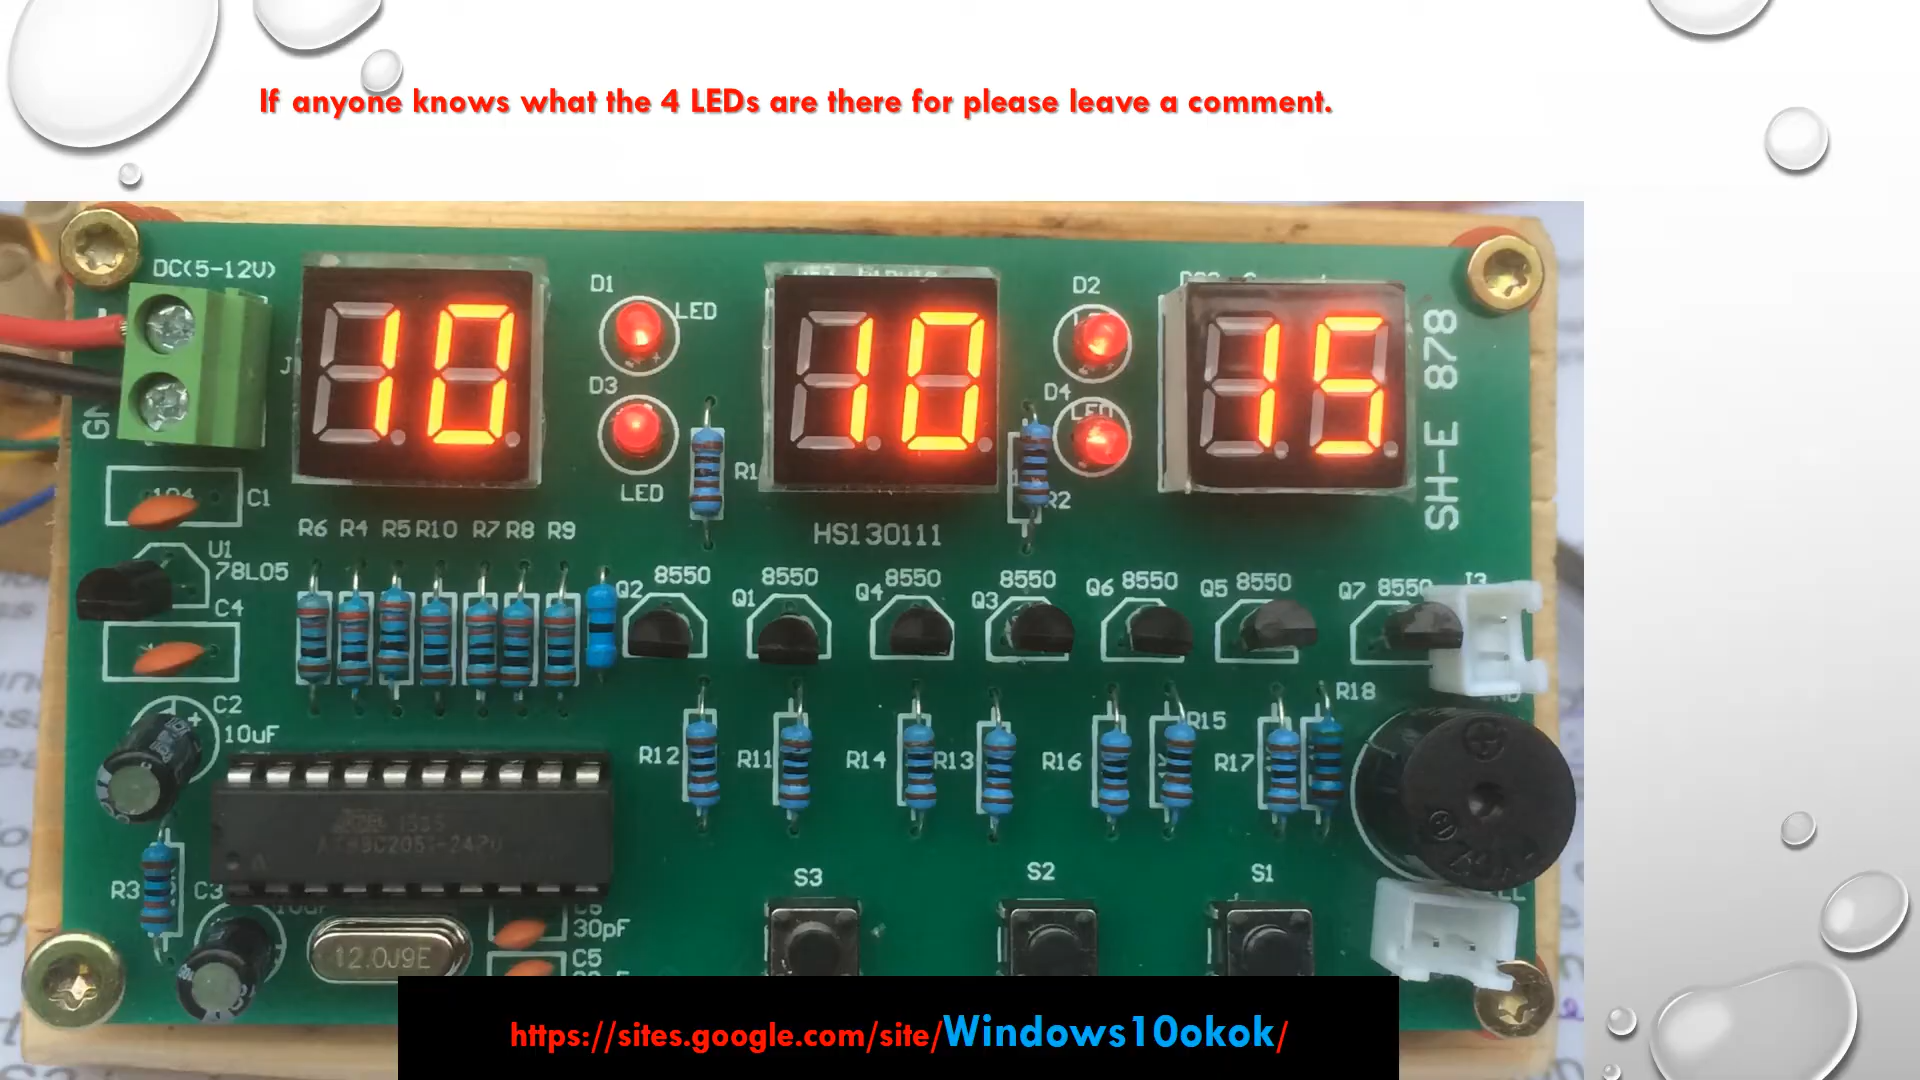 If anyone knows what the 4 LEDs are there for please leave a comment.
DC(5-12V)
D1
LED
D2
10
10
15
D3
D4
LED
LED
R1
R2
SH-E 878
C1
HS130111
R6 R4 R5 R10 R7 R8 R9
U1
78L05
C4
Q2 8550
Q1 8550
Q4 8550
Q3 8550
Q6 8550
Q5 8550
Q7 8550
C2
10uF
R12
R11
R14
R13
R16
R15
R17
R18
R3
C3
S3
S2
S1
12.0J9E
30pF
C5
https://sites.google.com/site/Windows10okok/